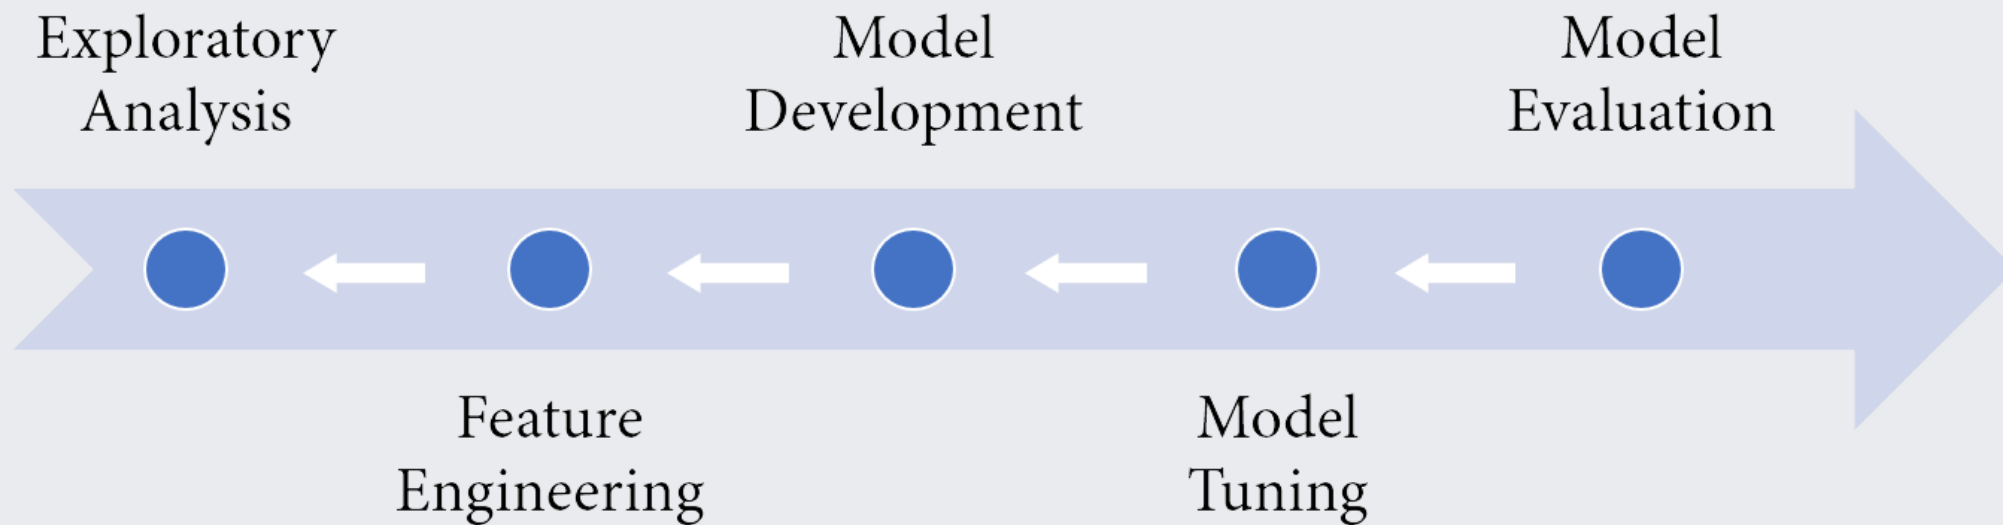 Exploratory
Analysis
Feature
Engineering
Model
Development
Model
Tuning
Model
Evaluation